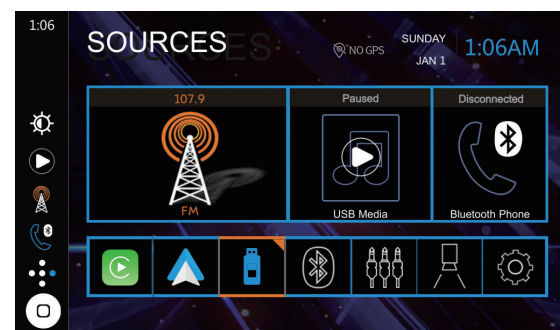 1:06
SOURCES
NO GPS
SUNDAY
JAN 1
1:06AM
107.9
FM
Paused
USB Media
Disconnected
Bluetooth Phone